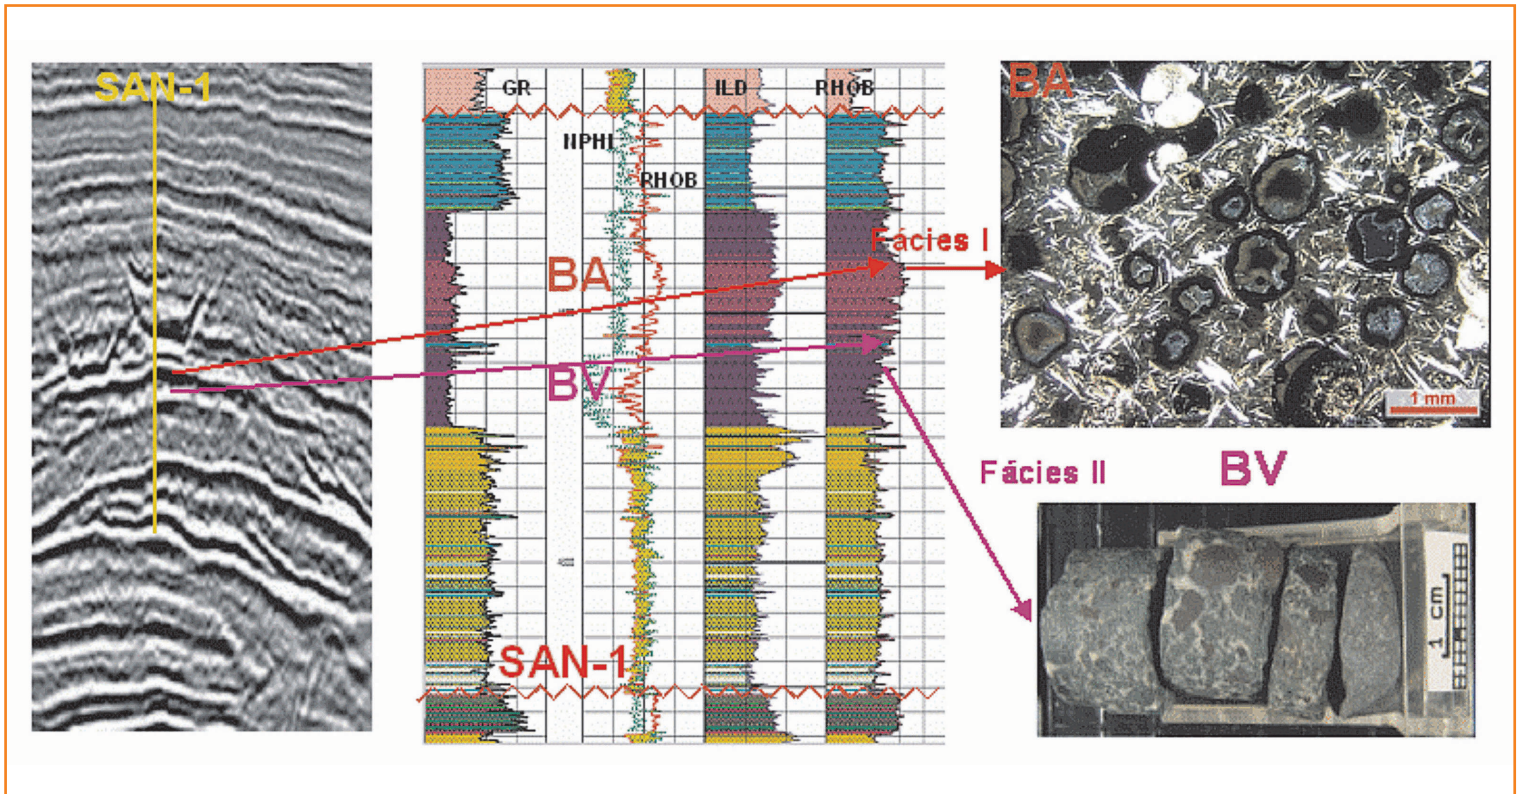 SAN-1
GR
ILD
RHOB
NPHI
RHOB
BA
BV
SAN-1
Fácies I
BA
1 mm
Fácies II
BV
1 cm